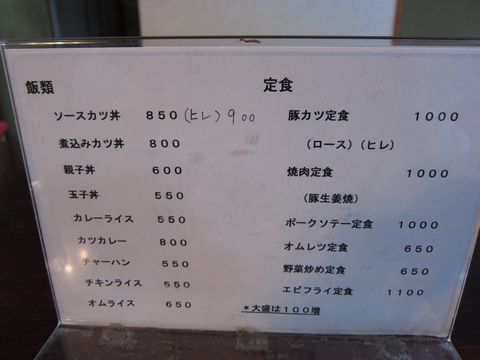 飯類
ソースカツ丼 850 (ヒレ) 900
煮込みカツ丼 800
親子丼 600
玉子丼 550
カレーライス 550
カツカレー 800
チャーハン 550
チキンライス 550
オムライス 650
定食
豚カツ定食 1000
(ロース)(ヒレ)
焼肉定食 1000
(豚生姜焼)
ポークソテー定食 1000
オムレツ定食 650
野菜炒め定食 650
エビフライ定食 1100
*大盛は100増